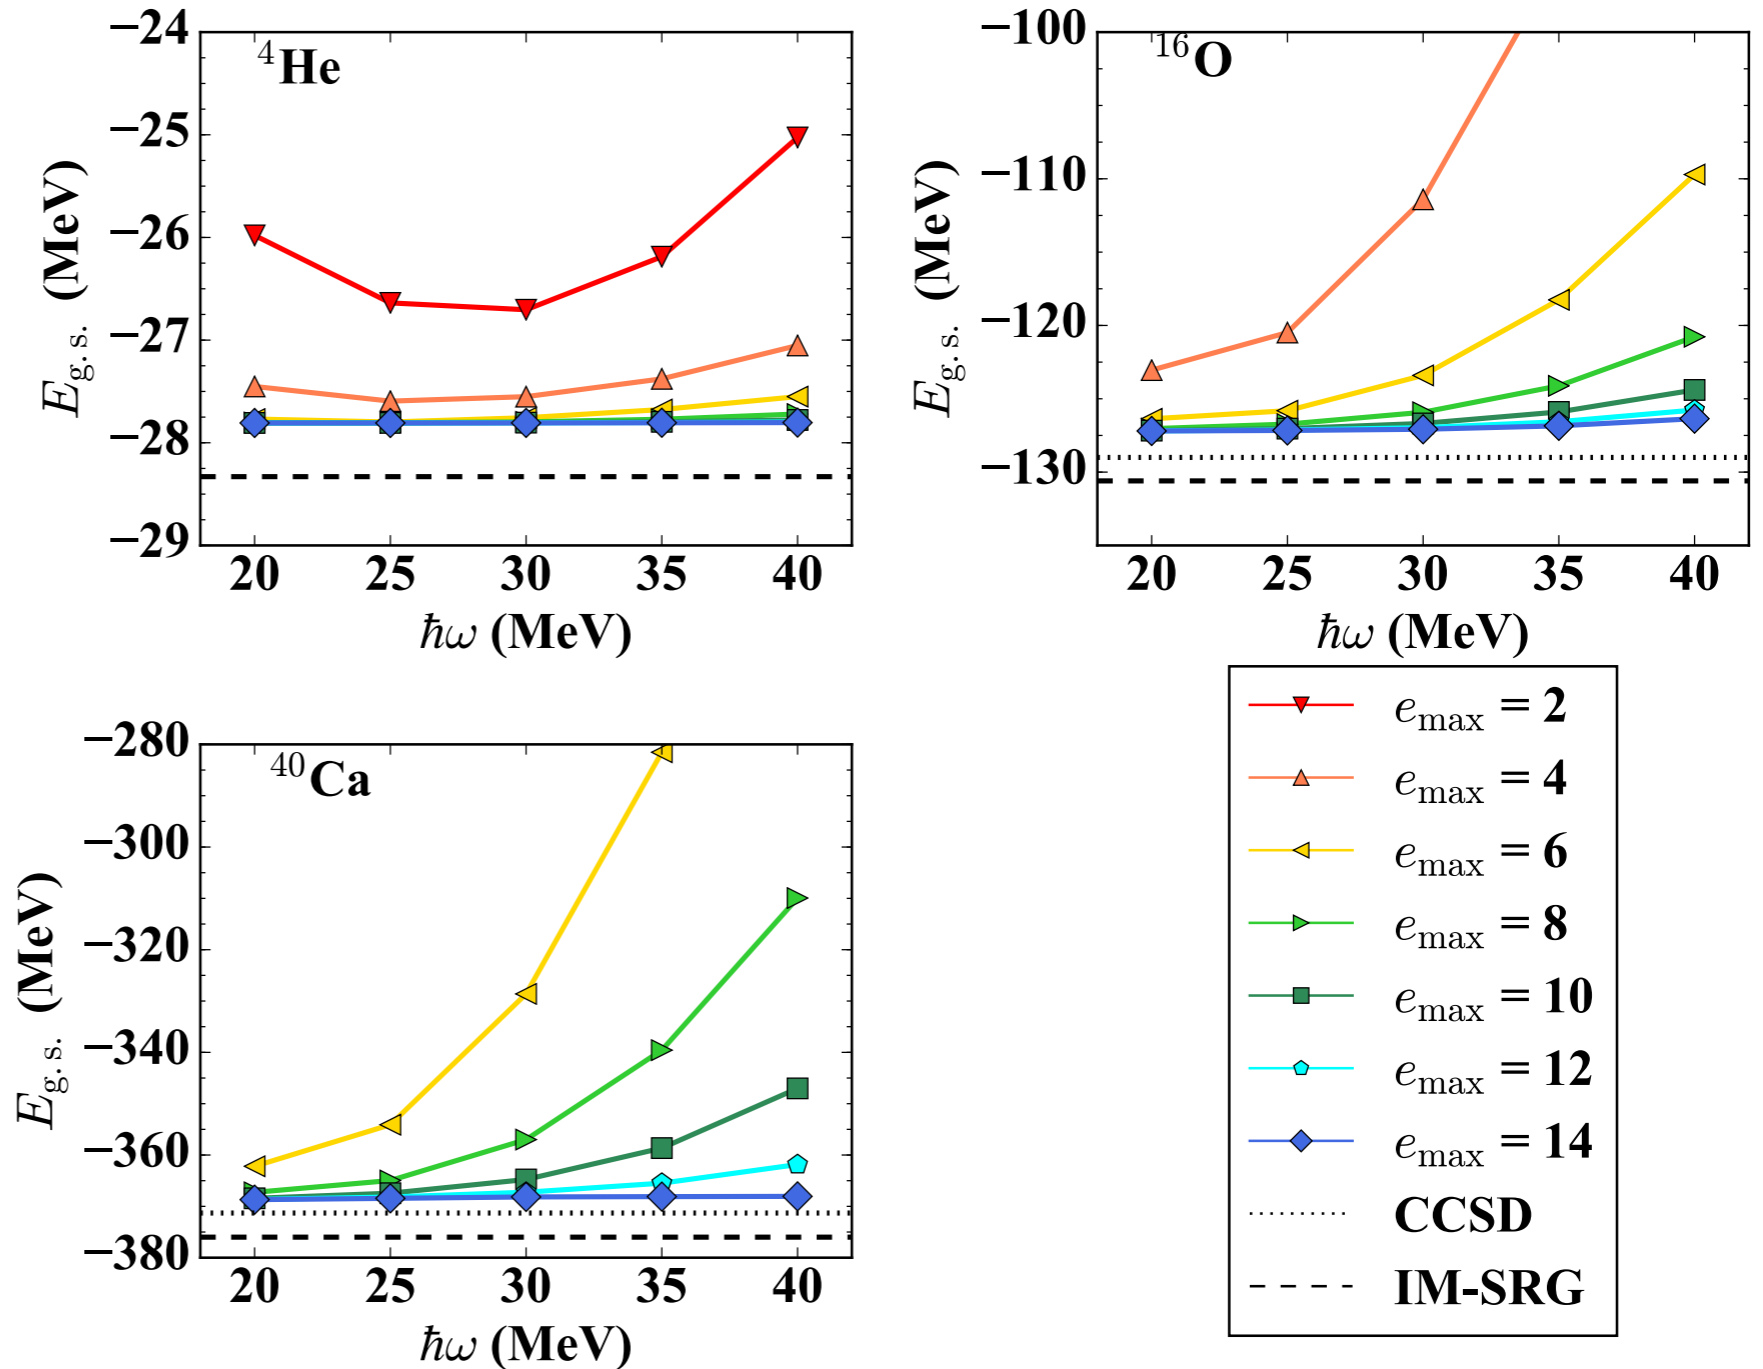 ⁴He
−24
−25
−26
−27
−28
−29
E_g.s. (MeV)
20 25 30 35 40
ħω (MeV)
¹⁶O
−100
−110
−120
−130
E_g.s. (MeV)
20 25 30 35 40
ħω (MeV)
⁴⁰Ca
−280
−300
−320
−340
−360
−380
E_g.s. (MeV)
20 25 30 35 40
ħω (MeV)
e_max = 2
e_max = 4
e_max = 6
e_max = 8
e_max = 10
e_max = 12
e_max = 14
CCSD
IM-SRG